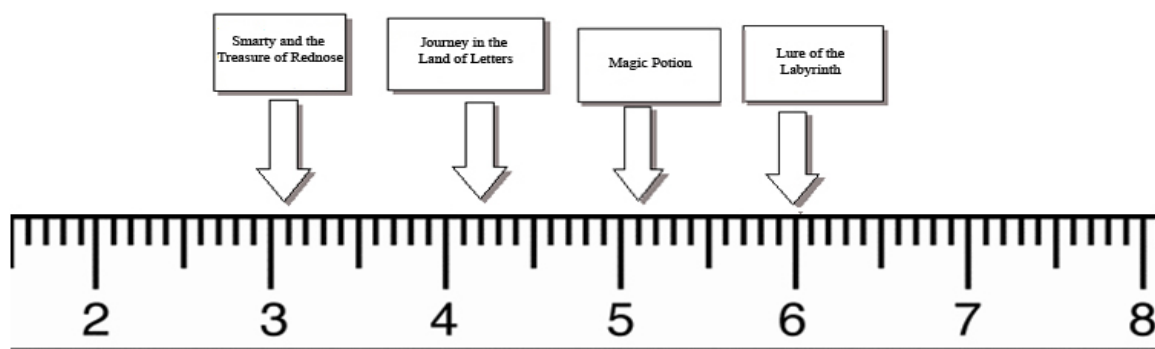 Smarty and the
Treasure of Rednose
Journey in the
Land of Letters
Magic Potion
Lure of the
Labyrinth
2 3 4 5 6 7 8